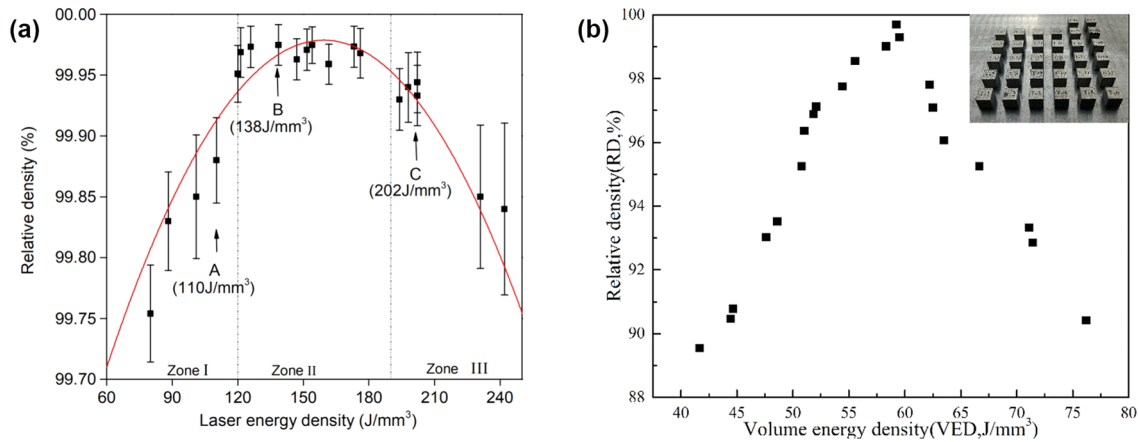 (a)
00.00
99.95
99.90
99.85
99.80
99.75
99.70
Relative density (%)
B
(138J/mm³)
A
(110J/mm³)
C
(202J/mm³)
Zone I
Zone II
Zone III
60
90
120
150
180
210
240
Laser energy density (J/mm³)
(b)
100
98
96
94
92
90
88
Relative density(RD,%)
40
45
50
55
60
65
70
75
80
Volume energy density(VED,J/mm³)